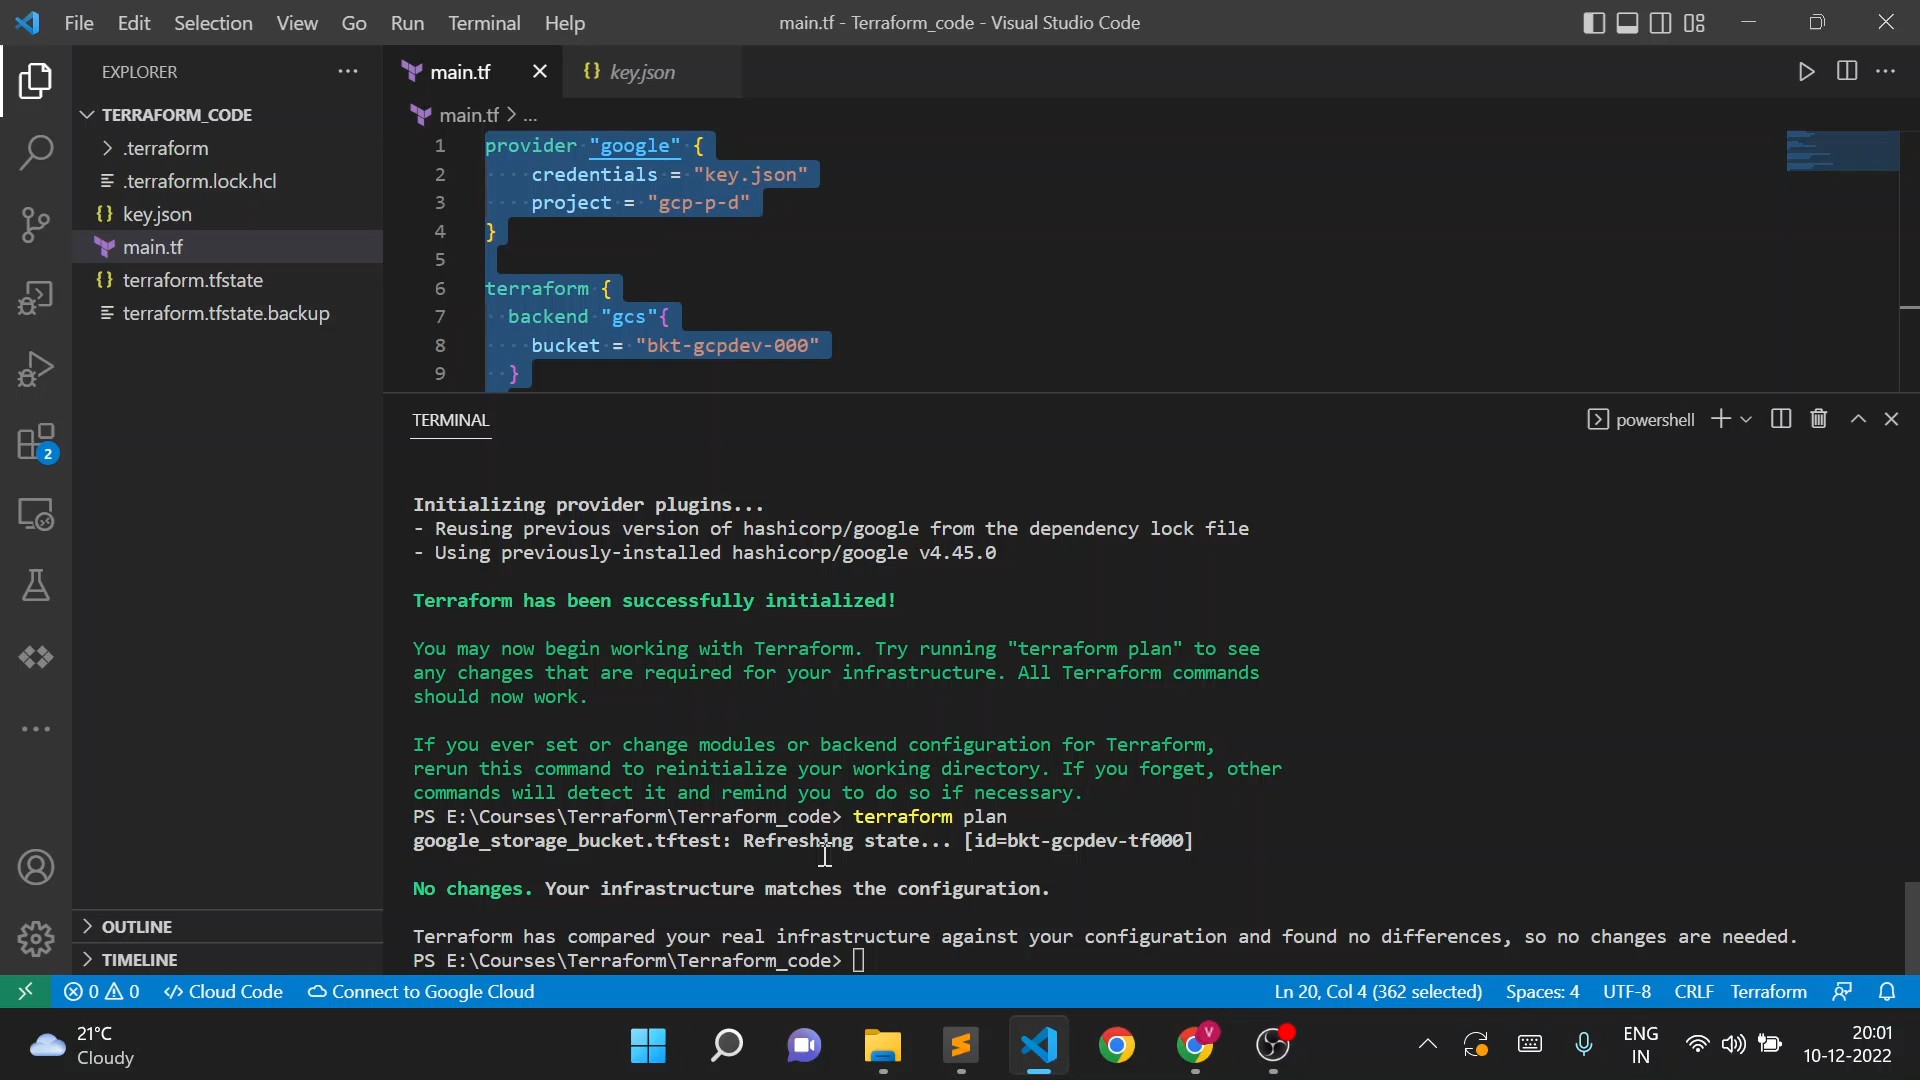 File Edit Selection View Go Run Terminal Help
main.tf - Terraform_code - Visual Studio Code
EXPLORER
main.tf
{} key.json
TERRAFORM_CODE
.terraform
.terraform.lock.hcl
{} key.json
main.tf
{} terraform.tfstate
terraform.tfstate.backup
main.tf > ...
1 provider "google" {
2 credentials = "key.json"
3 project = "gcp-p-d"
4 }
5
6 terraform {
7 backend "gcs"{
8 bucket = "bkt-gcpdev-000"
9 }
2
TERMINAL
powershell
Initializing provider plugins...
- Reusing previous version of hashicorp/google from the dependency lock file
- Using previously-installed hashicorp/google v4.45.0
Terraform has been successfully initialized!
You may now begin working with Terraform. Try running "terraform plan" to see
any changes that are required for your infrastructure. All Terraform commands
should now work.
If you ever set or change modules or backend configuration for Terraform,
rerun this command to reinitialize your working directory. If you forget, other
commands will detect it and remind you to do so if necessary.
PS E:\Courses\Terraform\Terraform_code> terraform plan
google_storage_bucket.tftest: Refreshing state... [id=bkt-gcpdev-tf000]
No changes. Your infrastructure matches the configuration.
Terraform has compared your real infrastructure against your configuration and found no differences, so no changes are needed.
PS E:\Courses\Terraform\Terraform_code>
OUTLINE
TIMELINE
0 0 Cloud Code Connect to Google Cloud
Ln 20, Col 4 (362 selected) Spaces: 4 UTF-8 CRLF Terraform
21°C
Cloudy
V
ENG
IN
20:01
10-12-2022